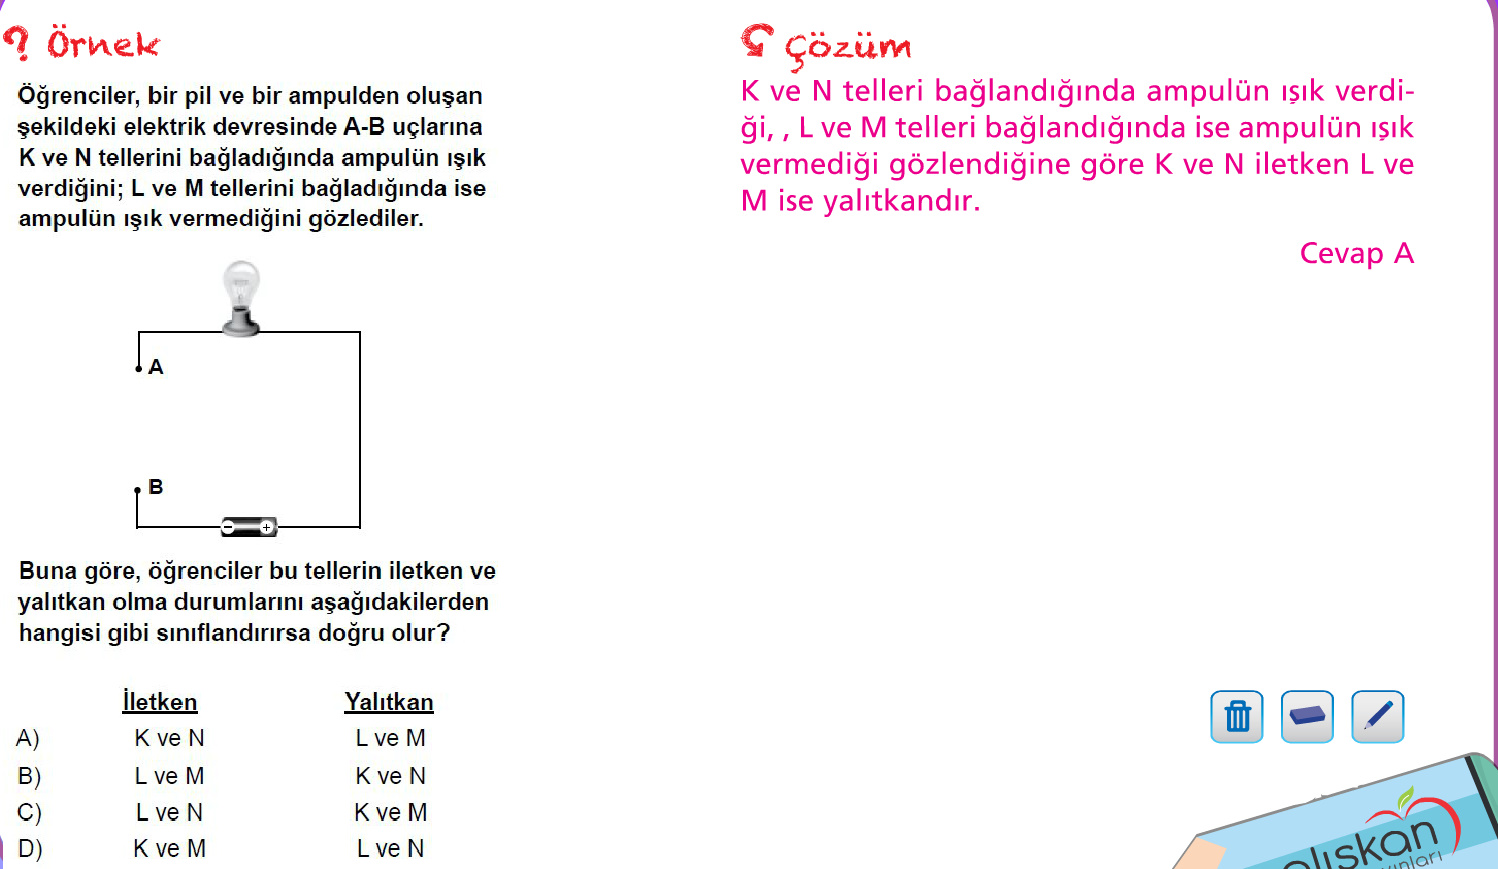 ? Örnek
Öğrenciler, bir pil ve bir ampulden oluşan
şekildeki elektrik devresinde A-B uçlarına
K ve N tellerini bağladığında ampulün ışık
verdiğini; L ve M tellerini bağladığında ise
ampulün ışık vermediğini gözlediler.
A
B
− +
Buna göre, öğrenciler bu tellerin iletken ve
yalıtkan olma durumlarını aşağıdakilerden
hangisi gibi sınıflandırırsa doğru olur?
İletken Yalıtkan
A) K ve N L ve M
B) L ve M K ve N
C) L ve N K ve M
D) K ve M L ve N
Çözüm
K ve N telleri bağlandığında ampulün ışık verdi-
ği, , L ve M telleri bağlandığında ise ampulün ışık
vermediği gözlendiğine göre K ve N iletken L ve
M ise yalıtkandır.
Cevap A